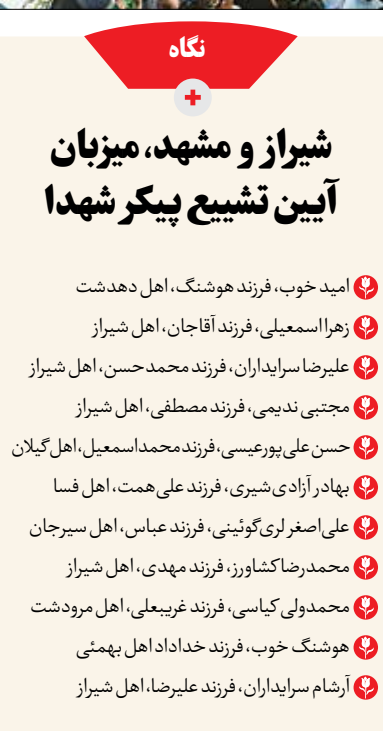 نگاه
شیراز و مشهد، میزبان
آیین تشییع پیکر شهدا
امید خوب، فرزند هوشنگ، اهل دهدشت
زهرا اسمعیلی، فرزند آقاجان، اهل شیراز
علیرضا سرایداران، فرزند محمد حسن، اهل شیراز
مجتبی ندیمی، فرزند مصطفی، اهل شیراز
حسن علی‌پور عیسی، فرزند محمداسمعیل، اهل گیلان
بهادر آزادی‌شیری، فرزند علی‌همت، اهل فسا
علی‌اصغر لری‌گوئینی، فرزند عباس، اهل سیرجان
محمدرضا کشاورز، فرزند مهدی، اهل شیراز
محمدولی کیاسی، فرزند غریبعلی، اهل مرودشت
هوشنگ خوب، فرزند خداداد اهل بهمئی
آرشام سرایداران، فرزند علیرضا، اهل شیراز